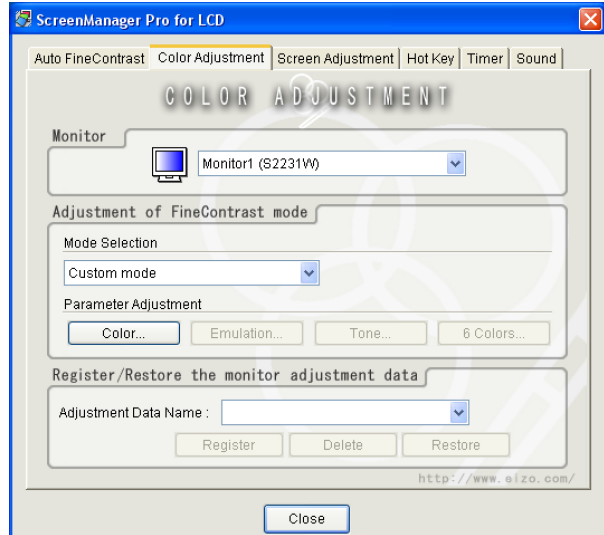 ScreenManager Pro for LCD
Auto FineContrast Color Adjustment Screen Adjustment Hot Key Timer Sound
COLOR ADJUSTMENT
Monitor
Monitor1 (S2231W)
Adjustment of FineContrast mode
Mode Selection
Custom mode
Parameter Adjustment
Color... Emulation... Tone... 6 Colors...
Register/Restore the monitor adjustment data
Adjustment Data Name :
Register Delete Restore
http://www.eizo.com/
Close